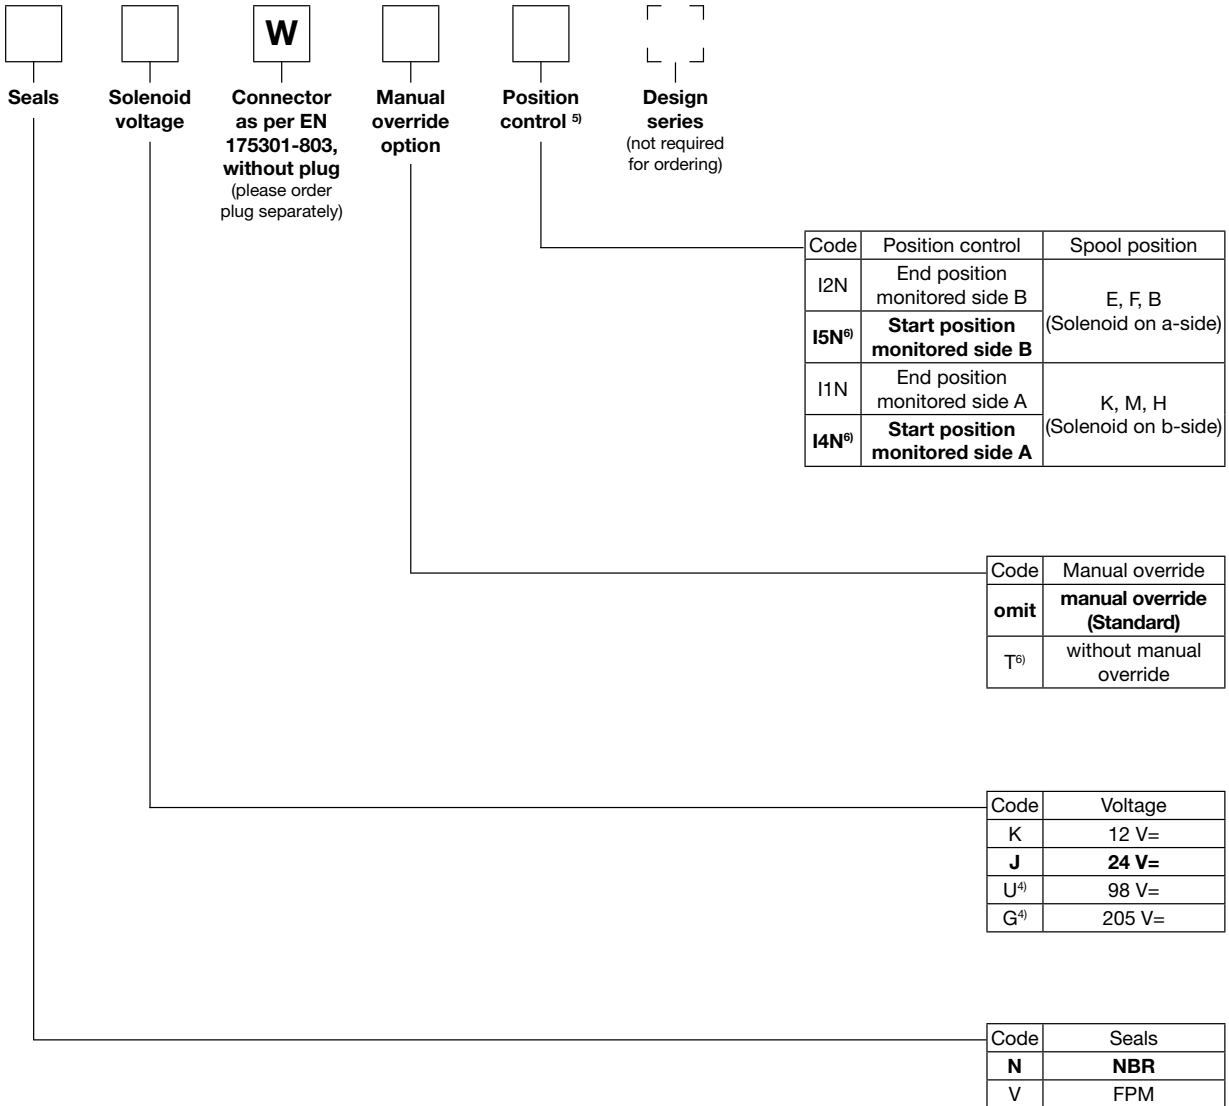 W
Seals
Solenoid
voltage
Connector
as per EN
175301-803,
without plug
(please order
plug separately)
Manual
override
option
Position
control 5)
Design
series
(not required
for ordering)
Code Position control Spool position
I2N End position
monitored side B
E, F, B
(Solenoid on a-side)
I5N6) Start position
monitored side B
I1N End position
monitored side A
K, M, H
(Solenoid on b-side)
I4N6) Start position
monitored side A
Code Manual override
omit manual override
(Standard)
T6) without manual
override
Code Voltage
K 12 V=
J 24 V=
U4) 98 V=
G4) 205 V=
Code Seals
N NBR
V FPM